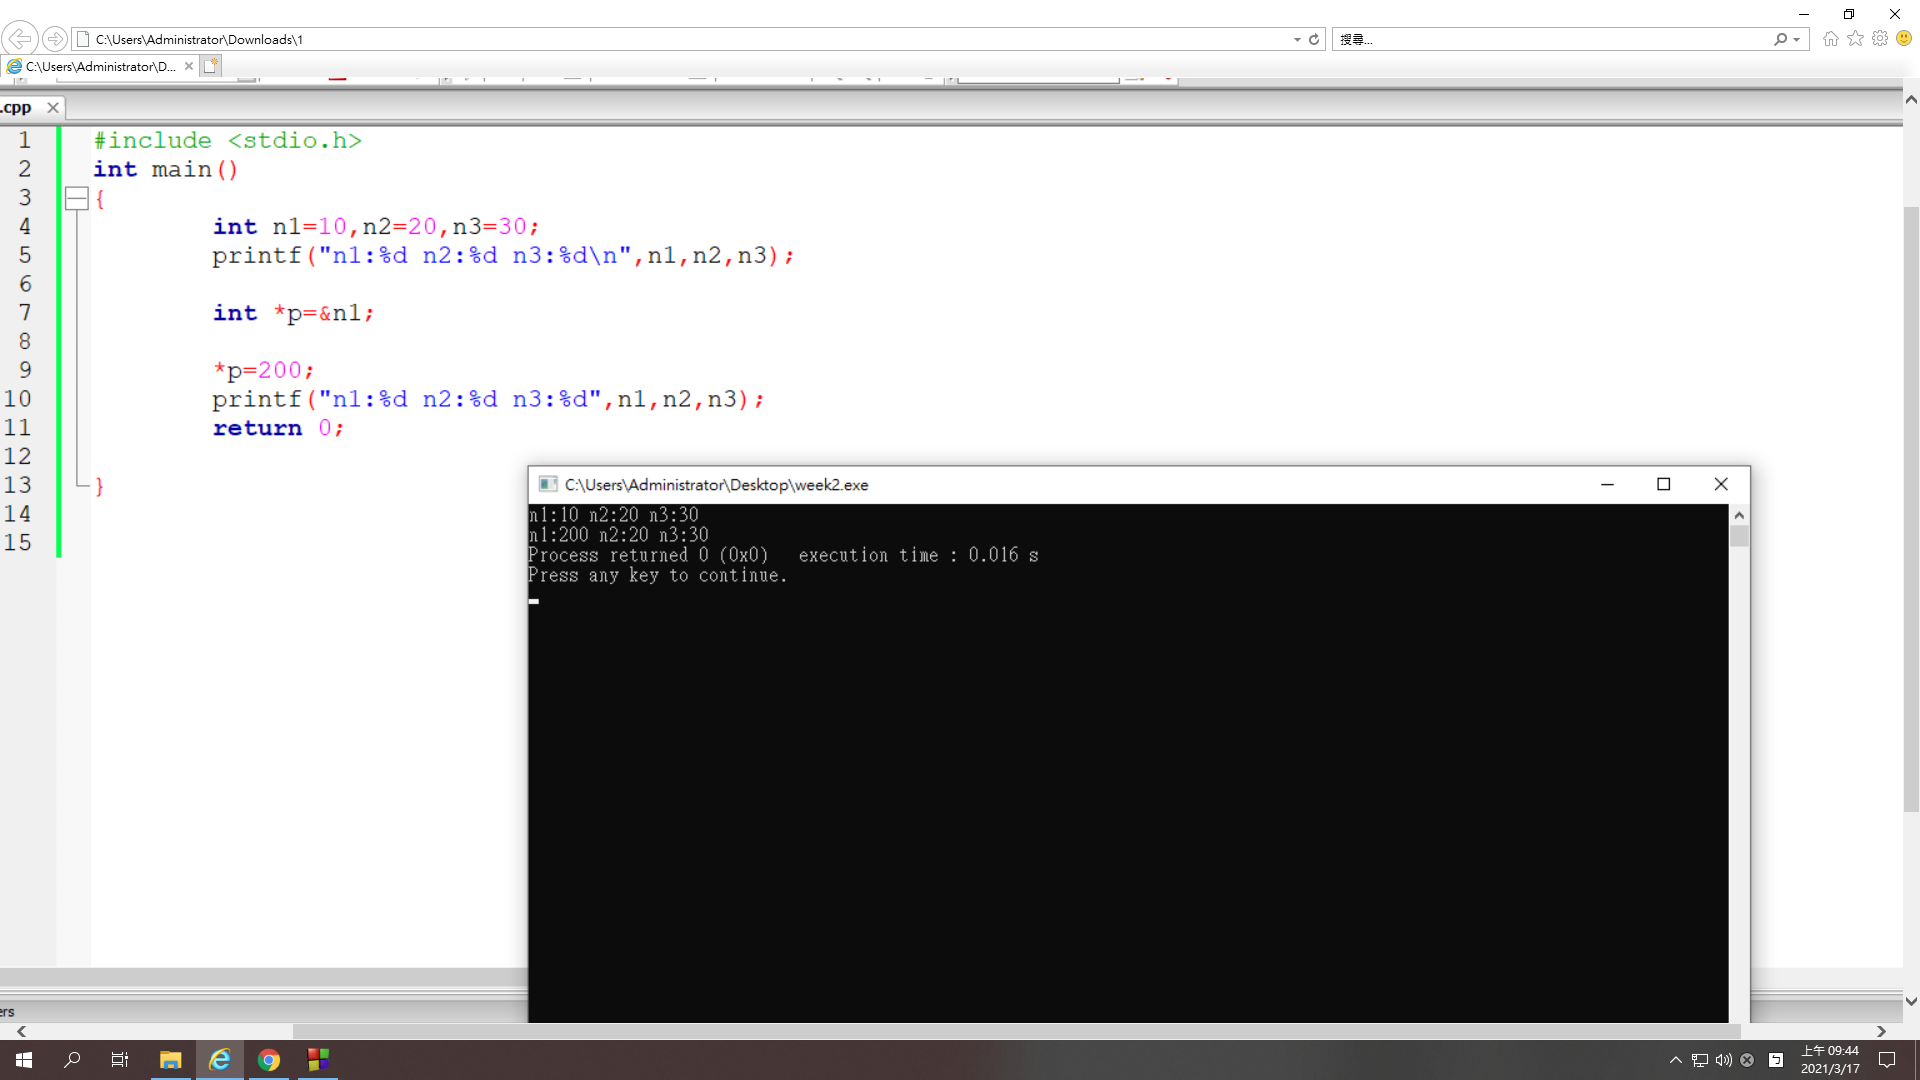 C:\Users\Administrator\Downloads\1
搜尋...
C:\Users\Administrator\D...
.cpp
1 #include <stdio.h>
2 int main()
3 {
4 int n1=10,n2=20,n3=30;
5 printf("n1:%d n2:%d n3:%d\n",n1,n2,n3);
6
7 int *p=&n1;
8
9 *p=200;
10 printf("n1:%d n2:%d n3:%d",n1,n2,n3);
11 return 0;
12
13 }
14
15
C:\Users\Administrator\Desktop\week2.exe
n1:10 n2:20 n3:30
n1:200 n2:20 n3:30
Process returned 0 (0x0)   execution time : 0.016 s
Press any key to continue.
ers
上午 09:44
2021/3/17